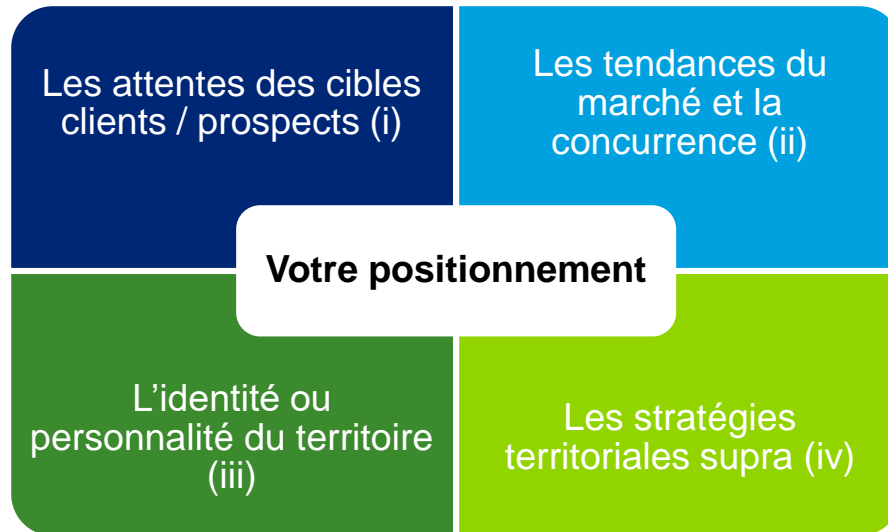 Les attentes des cibles
clients / prospects (i)
Les tendances du
marché et la
concurrence (ii)
Votre positionnement
L’identité ou
personnalité du territoire
(iii)
Les stratégies
territoriales supra (iv)